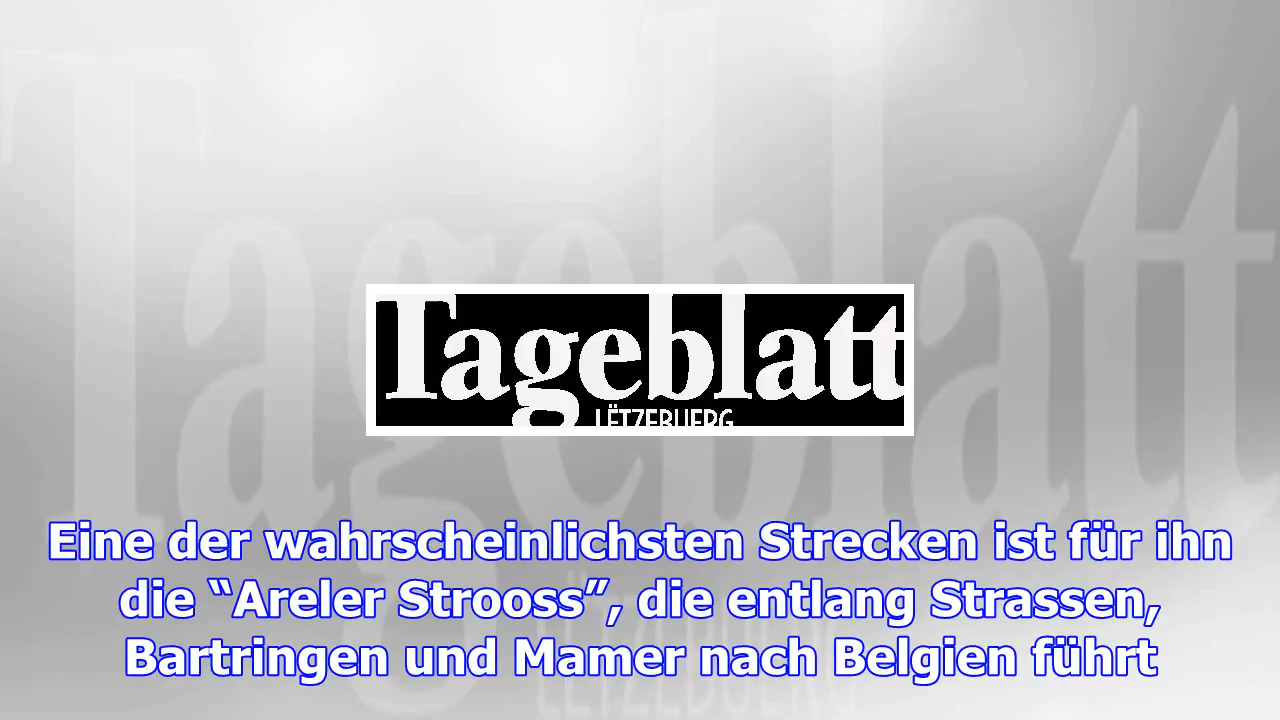 Tageblatt
LËTZEBUERG
Eine der wahrscheinlichsten Strecken ist für ihn
die “Areler Strooss”, die entlang Strassen,
Bartringen und Mamer nach Belgien führt